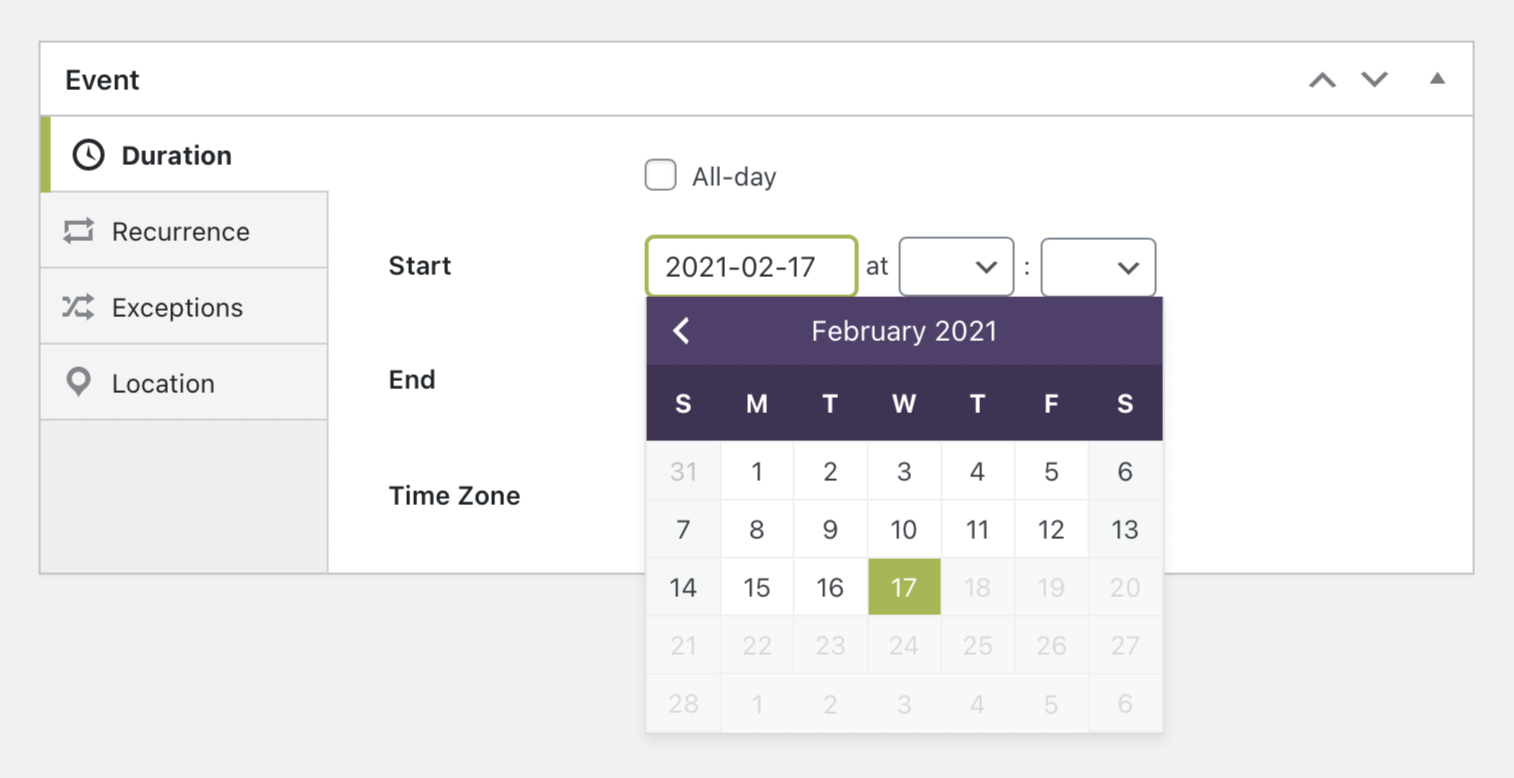 Event
Duration
All-day
Recurrence
Start
2021-02-17 at :
Exceptions
February 2021
End
Location
S M T W T F S
31 1 2 3 4 5 6
Time Zone
7 8 9 10 11 12 13
14 15 16 17 18 19 20
21 22 23 24 25 26 27
28 1 2 3 4 5 6